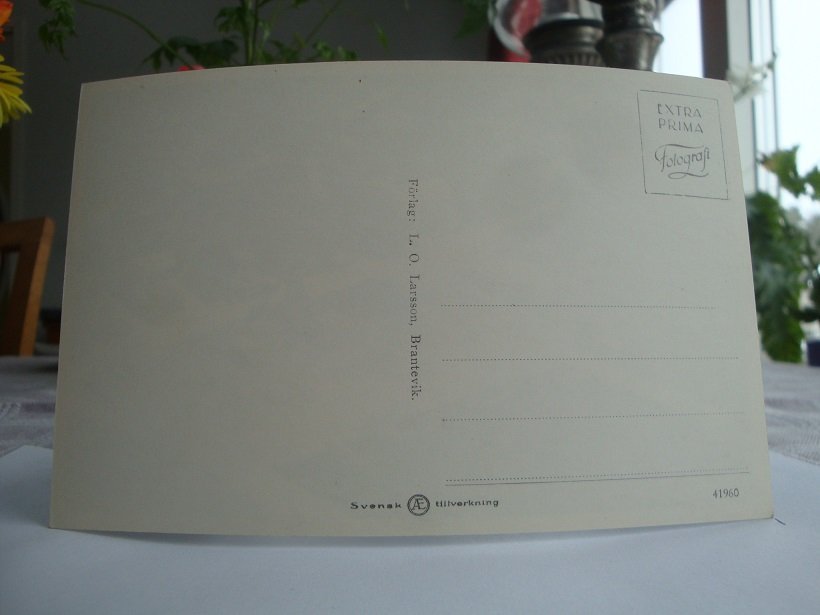 EXTRA
PRIMA
Fotografi
Förlag: L. O. Larsson, Brantevik.
Svensk Æ tillverkning
41960